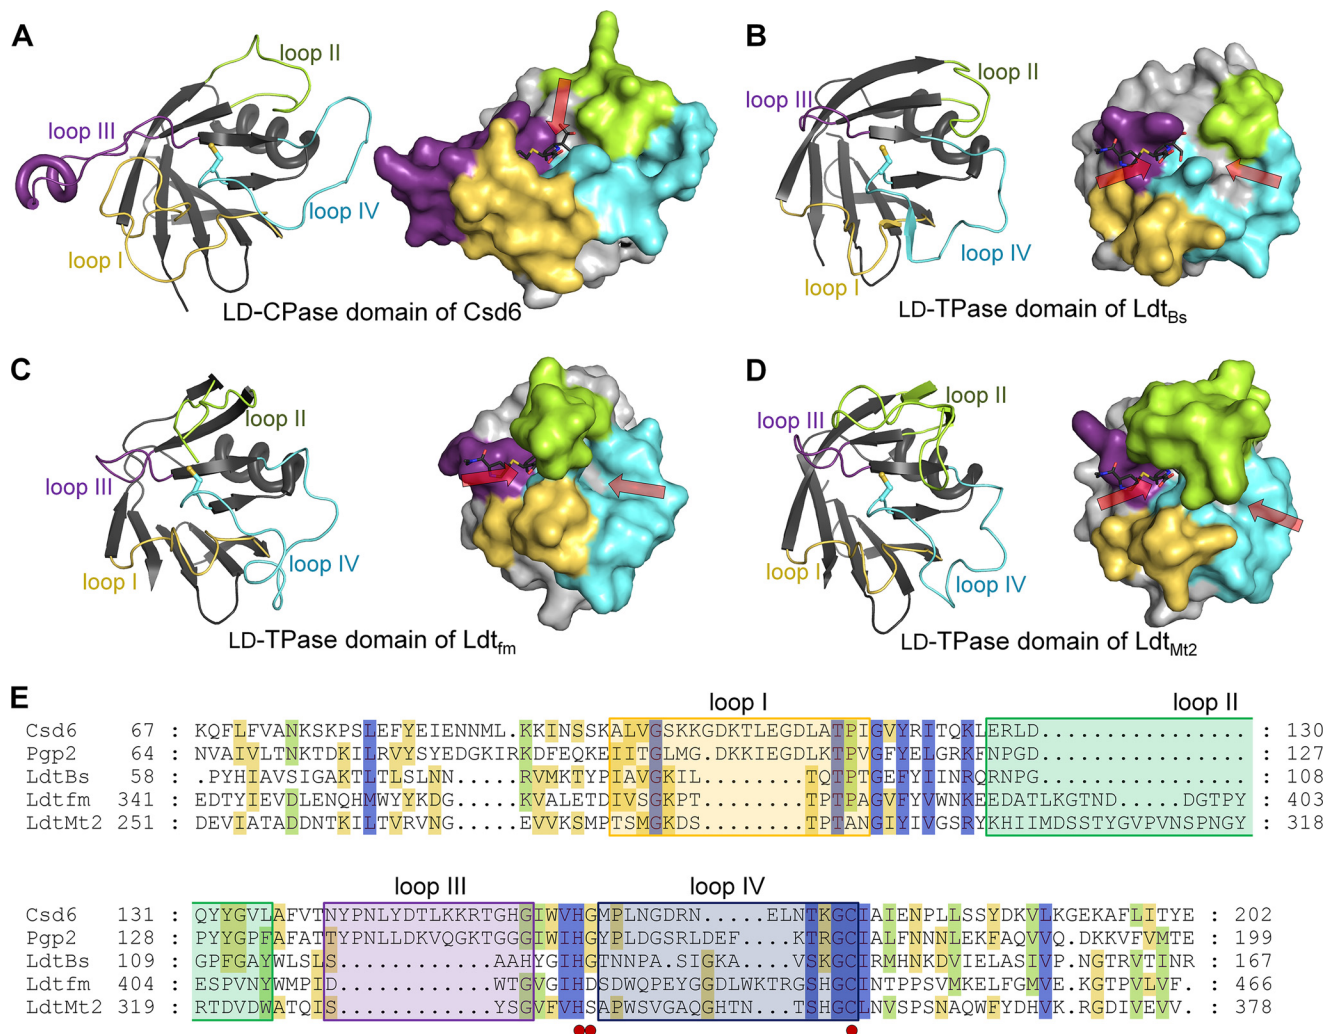 A
loop II
loop III
loop IV
loop I
LD-CPase domain of Csd6
B
loop II
loop III
loop IV
loop I
LD-TPase domain of LdtBs
C
loop II
loop III
loop IV
loop I
LD-TPase domain of Ldtfm
D
loop II
loop III
loop I
loop IV
LD-TPase domain of LdtMt2
E
loop I loop II
Csd6 67 : KQFLFVANKSKPSLEFYEIENNML.KKINSSKALVGSKKGDKTLEGDLATPIGVYRITQKLERLD................. : 130
Pgp2 64 : NVAIVLTNKTDKILRVYSYEDGKIRKDFEQKEIITGLMG.DKKIEGDLKTPVGFYELGRKFNPGD................. : 127
LdtBs 58 : .PYHIAVSIGAKTLTLSLNN.....RVMKTYPIAVGKIL........TQTPTGEFYIINRQRNPG................. : 108
Ldtfm 341 : EDTYIEVDLENQHMWYYKDG.....KVALETDIVSGKPT........TPTPAGVFYVWNKEEDATLKGTND.....DGTPY : 403
LdtMt2 251 : DEVIATADDNTKILTVRVNG.....EVVKSMPTSMGKDS........TPTANGIYIVGSRYKHIIMDSSTYGVPVNSPNGY : 318
loop III loop IV
Csd6 131 : QYYGVLAFVTNYPNLYDTLKKRTGHGIWVHGMPLNGDRN.....ELNTKGCIAIENPLLSSYDKVLKGEKAFLITYE : 202
Pgp2 128 : PYYGPFAFATTYPNLLDKVQGKTGGGIWIHGYPLDGSRLDEF....KTRGCIALFNNNLEKFAQVVQ.DKKVFVMTE : 199
LdtBs 109 : GPFGAYWLSLS............AAHYGIHGTNNPA.SIGKA....VSKGCIRMHNKDVIELASIVP.NGTRVTINR : 167
Ldtfm 404 : ESPVNYWMPID............WTGVGIHDSDWQPEYGGDLWKTRGSHGCINTPPSVMKELFGMVE.KGTPVLVF. : 466
LdtMt2 319 : RTDVDWATQIS............YSGVFVHSAPWSVGAQGHTN....TSHGCLNVSPSNAQWFYDHVK.RGDIVEVV. : 378